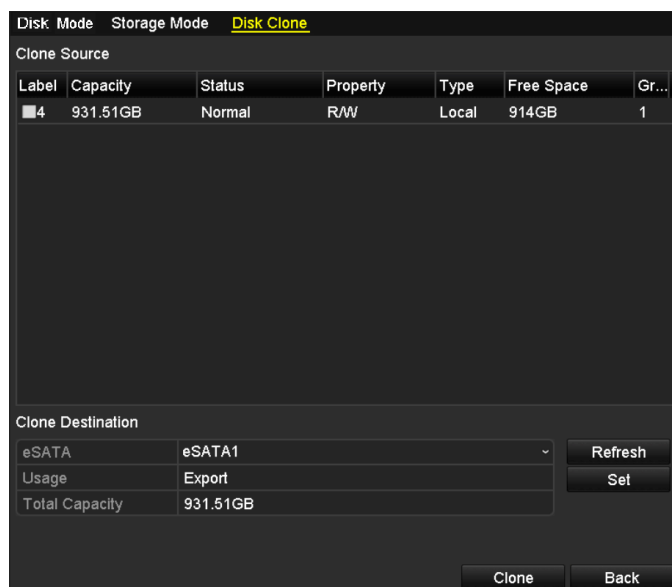 Disk Mode Storage Mode Disk Clone
Clone Source
Label Capacity Status Property Type Free Space Gr...
4 931.51GB Normal R/W Local 914GB 1
Clone Destination
eSATA eSATA1 Refresh
Usage Export Set
Total Capacity 931.51GB
Clone Back